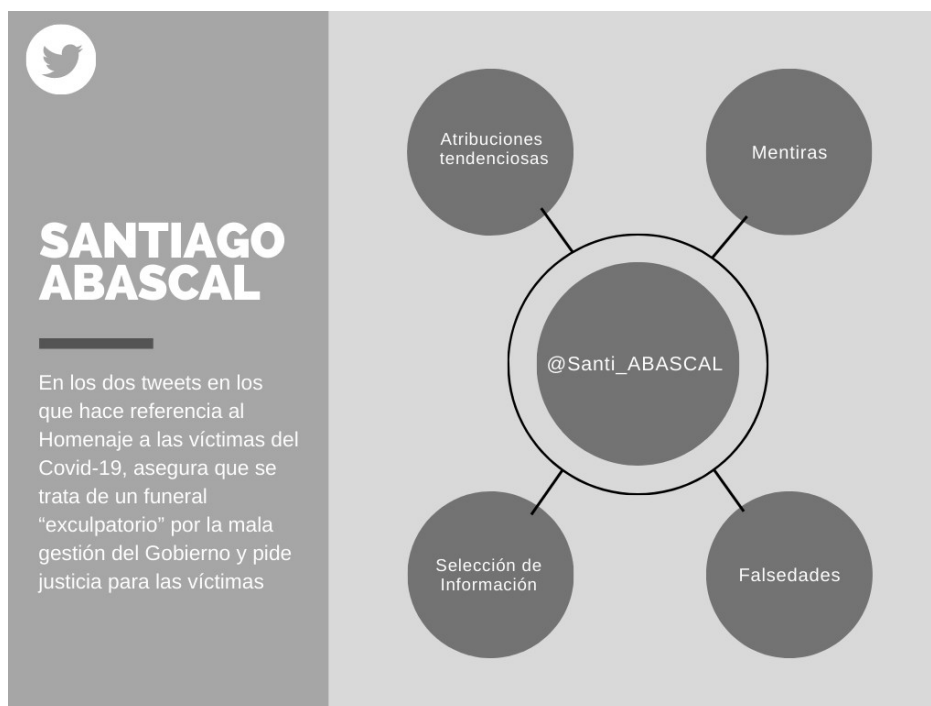 SANTIAGO
ABASCAL
En los dos tweets en los
que hace referencia al
Homenaje a las víctimas del
Covid-19, asegura que se
trata de un funeral
“exculpatorio” por la mala
gestión del Gobierno y pide
justicia para las víctimas
Atribuciones
tendenciosas
Mentiras
@Santi_ABASCAL
Selección de
Información
Falsedades